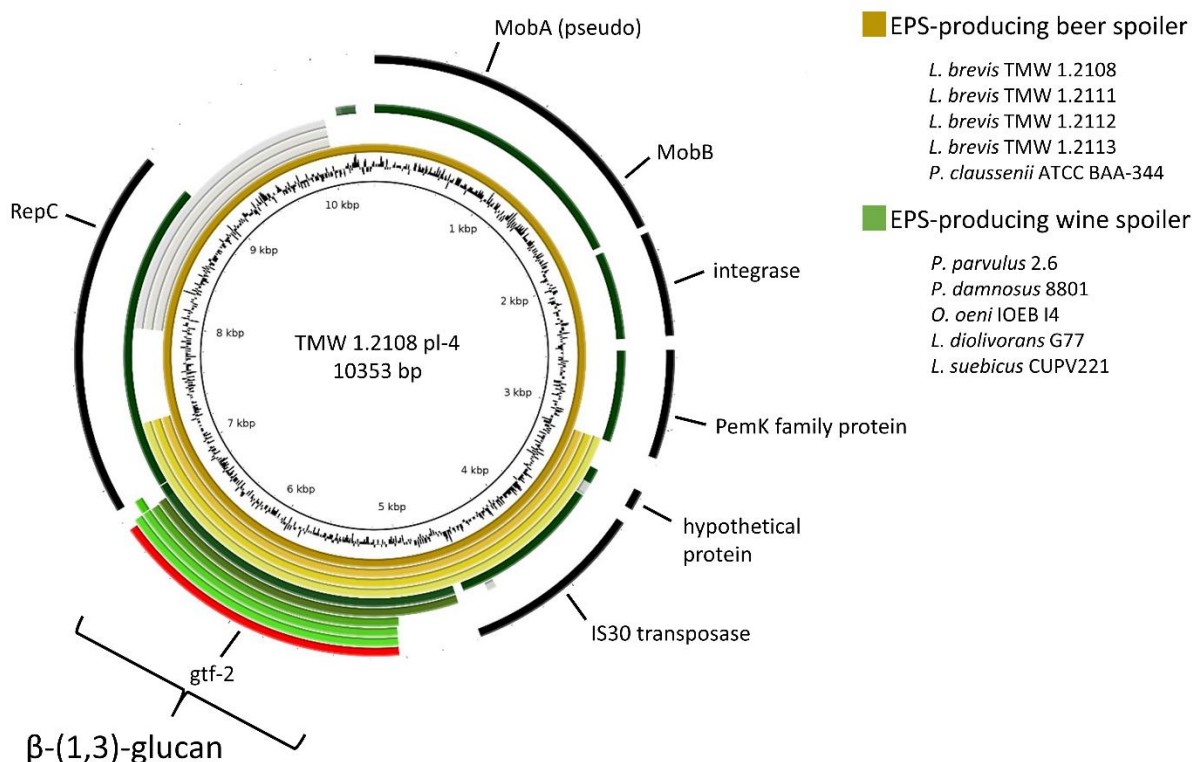 MobA (pseudo)
MobB
integrase
PemK family protein
hypothetical
protein
IS30 transposase
gtf-2
β-(1,3)-glucan
RepC
10 kbp
1 kbp
2 kbp
3 kbp
4 kbp
5 kbp
6 kbp
7 kbp
8 kbp
9 kbp
TMW 1.2108 pl-4
10353 bp
EPS-producing beer spoiler
L. brevis TMW 1.2108
L. brevis TMW 1.2111
L. brevis TMW 1.2112
L. brevis TMW 1.2113
P. claussenii ATCC BAA-344
EPS-producing wine spoiler
P. parvulus 2.6
P. damnosus 8801
O. oeni IOEB I4
L. diolivorans G77
L. suebicus CUPV221